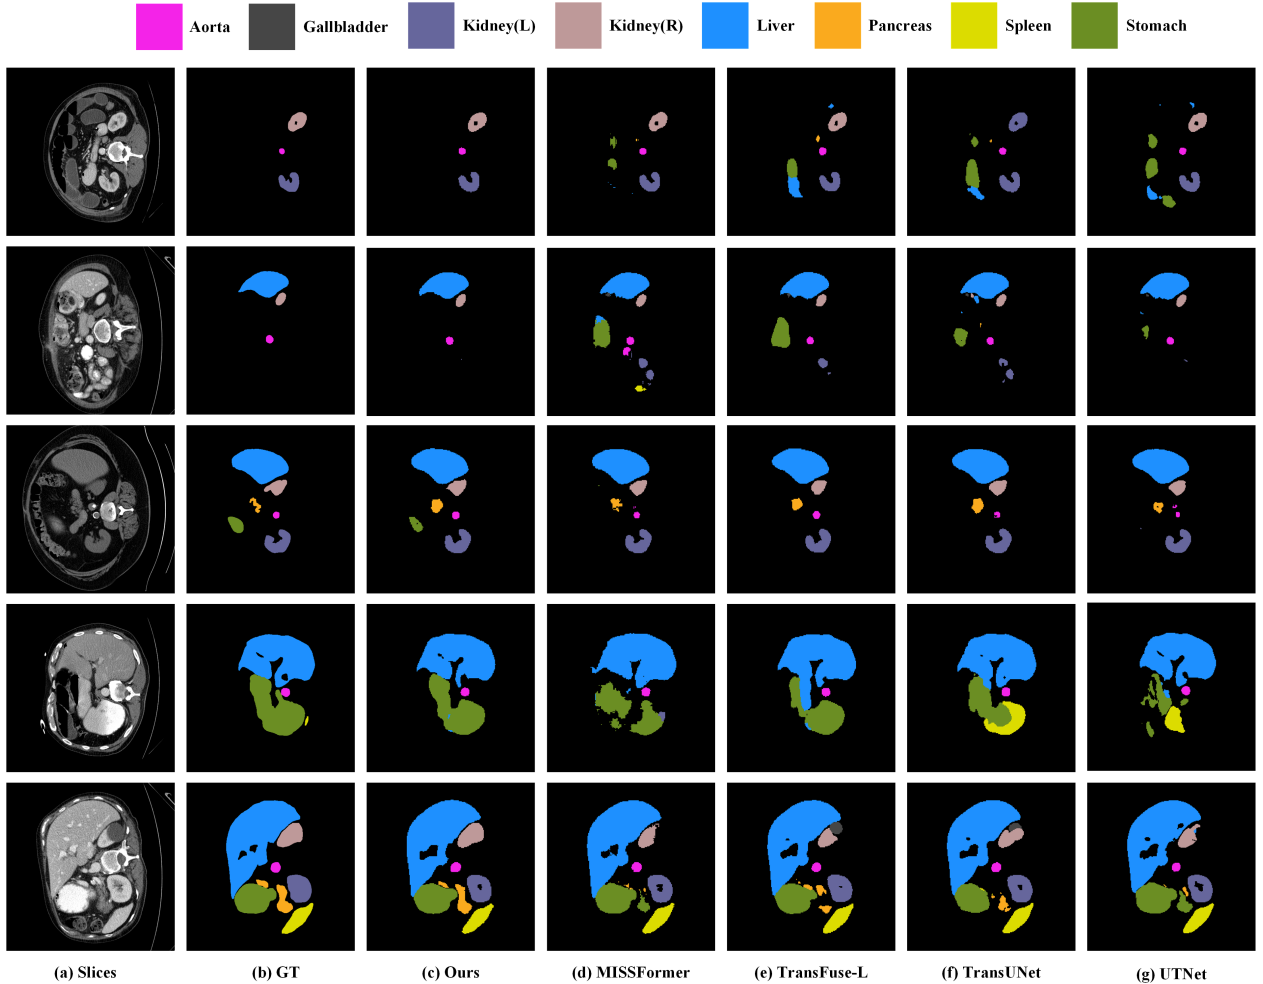 Aorta Gallbladder Kidney(L) Kidney(R) Liver Pancreas Spleen Stomach
(a) Slices (b) GT (c) Ours (d) MISSFormer (e) TransFuse-L (f) TransUNet (g) UTNet